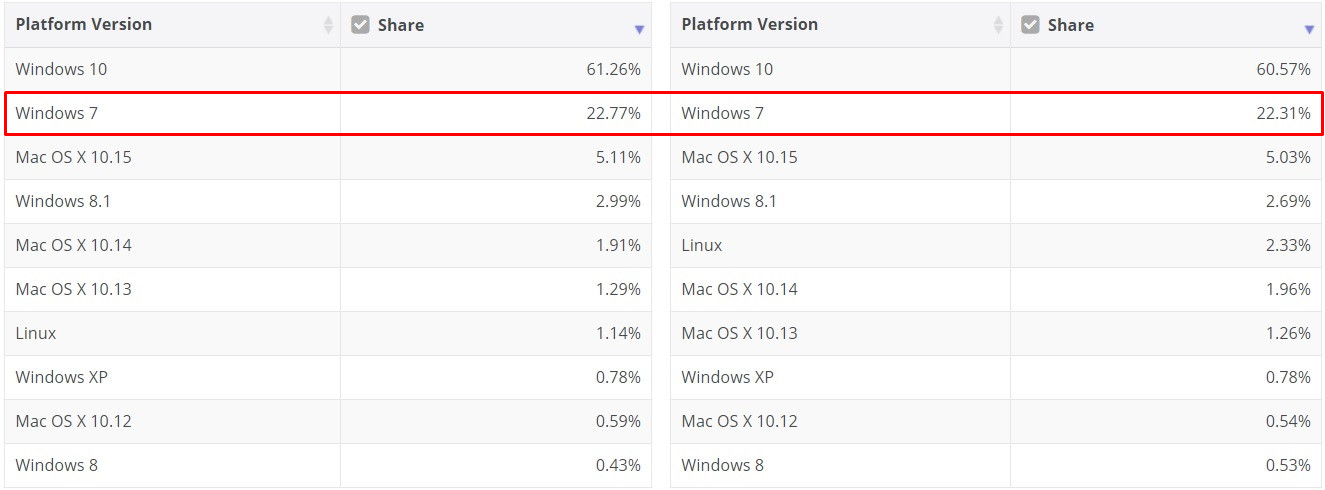 Platform Version Share Platform Version Share
Windows 10 61.26% Windows 10 60.57%
Windows 7 22.77% Windows 7 22.31%
Mac OS X 10.15 5.11% Mac OS X 10.15 5.03%
Windows 8.1 2.99% Windows 8.1 2.69%
Mac OS X 10.14 1.91% Linux 2.33%
Mac OS X 10.13 1.29% Mac OS X 10.14 1.96%
Linux 1.14% Mac OS X 10.13 1.26%
Windows XP 0.78% Windows XP 0.78%
Mac OS X 10.12 0.59% Mac OS X 10.12 0.54%
Windows 8 0.43% Windows 8 0.53%